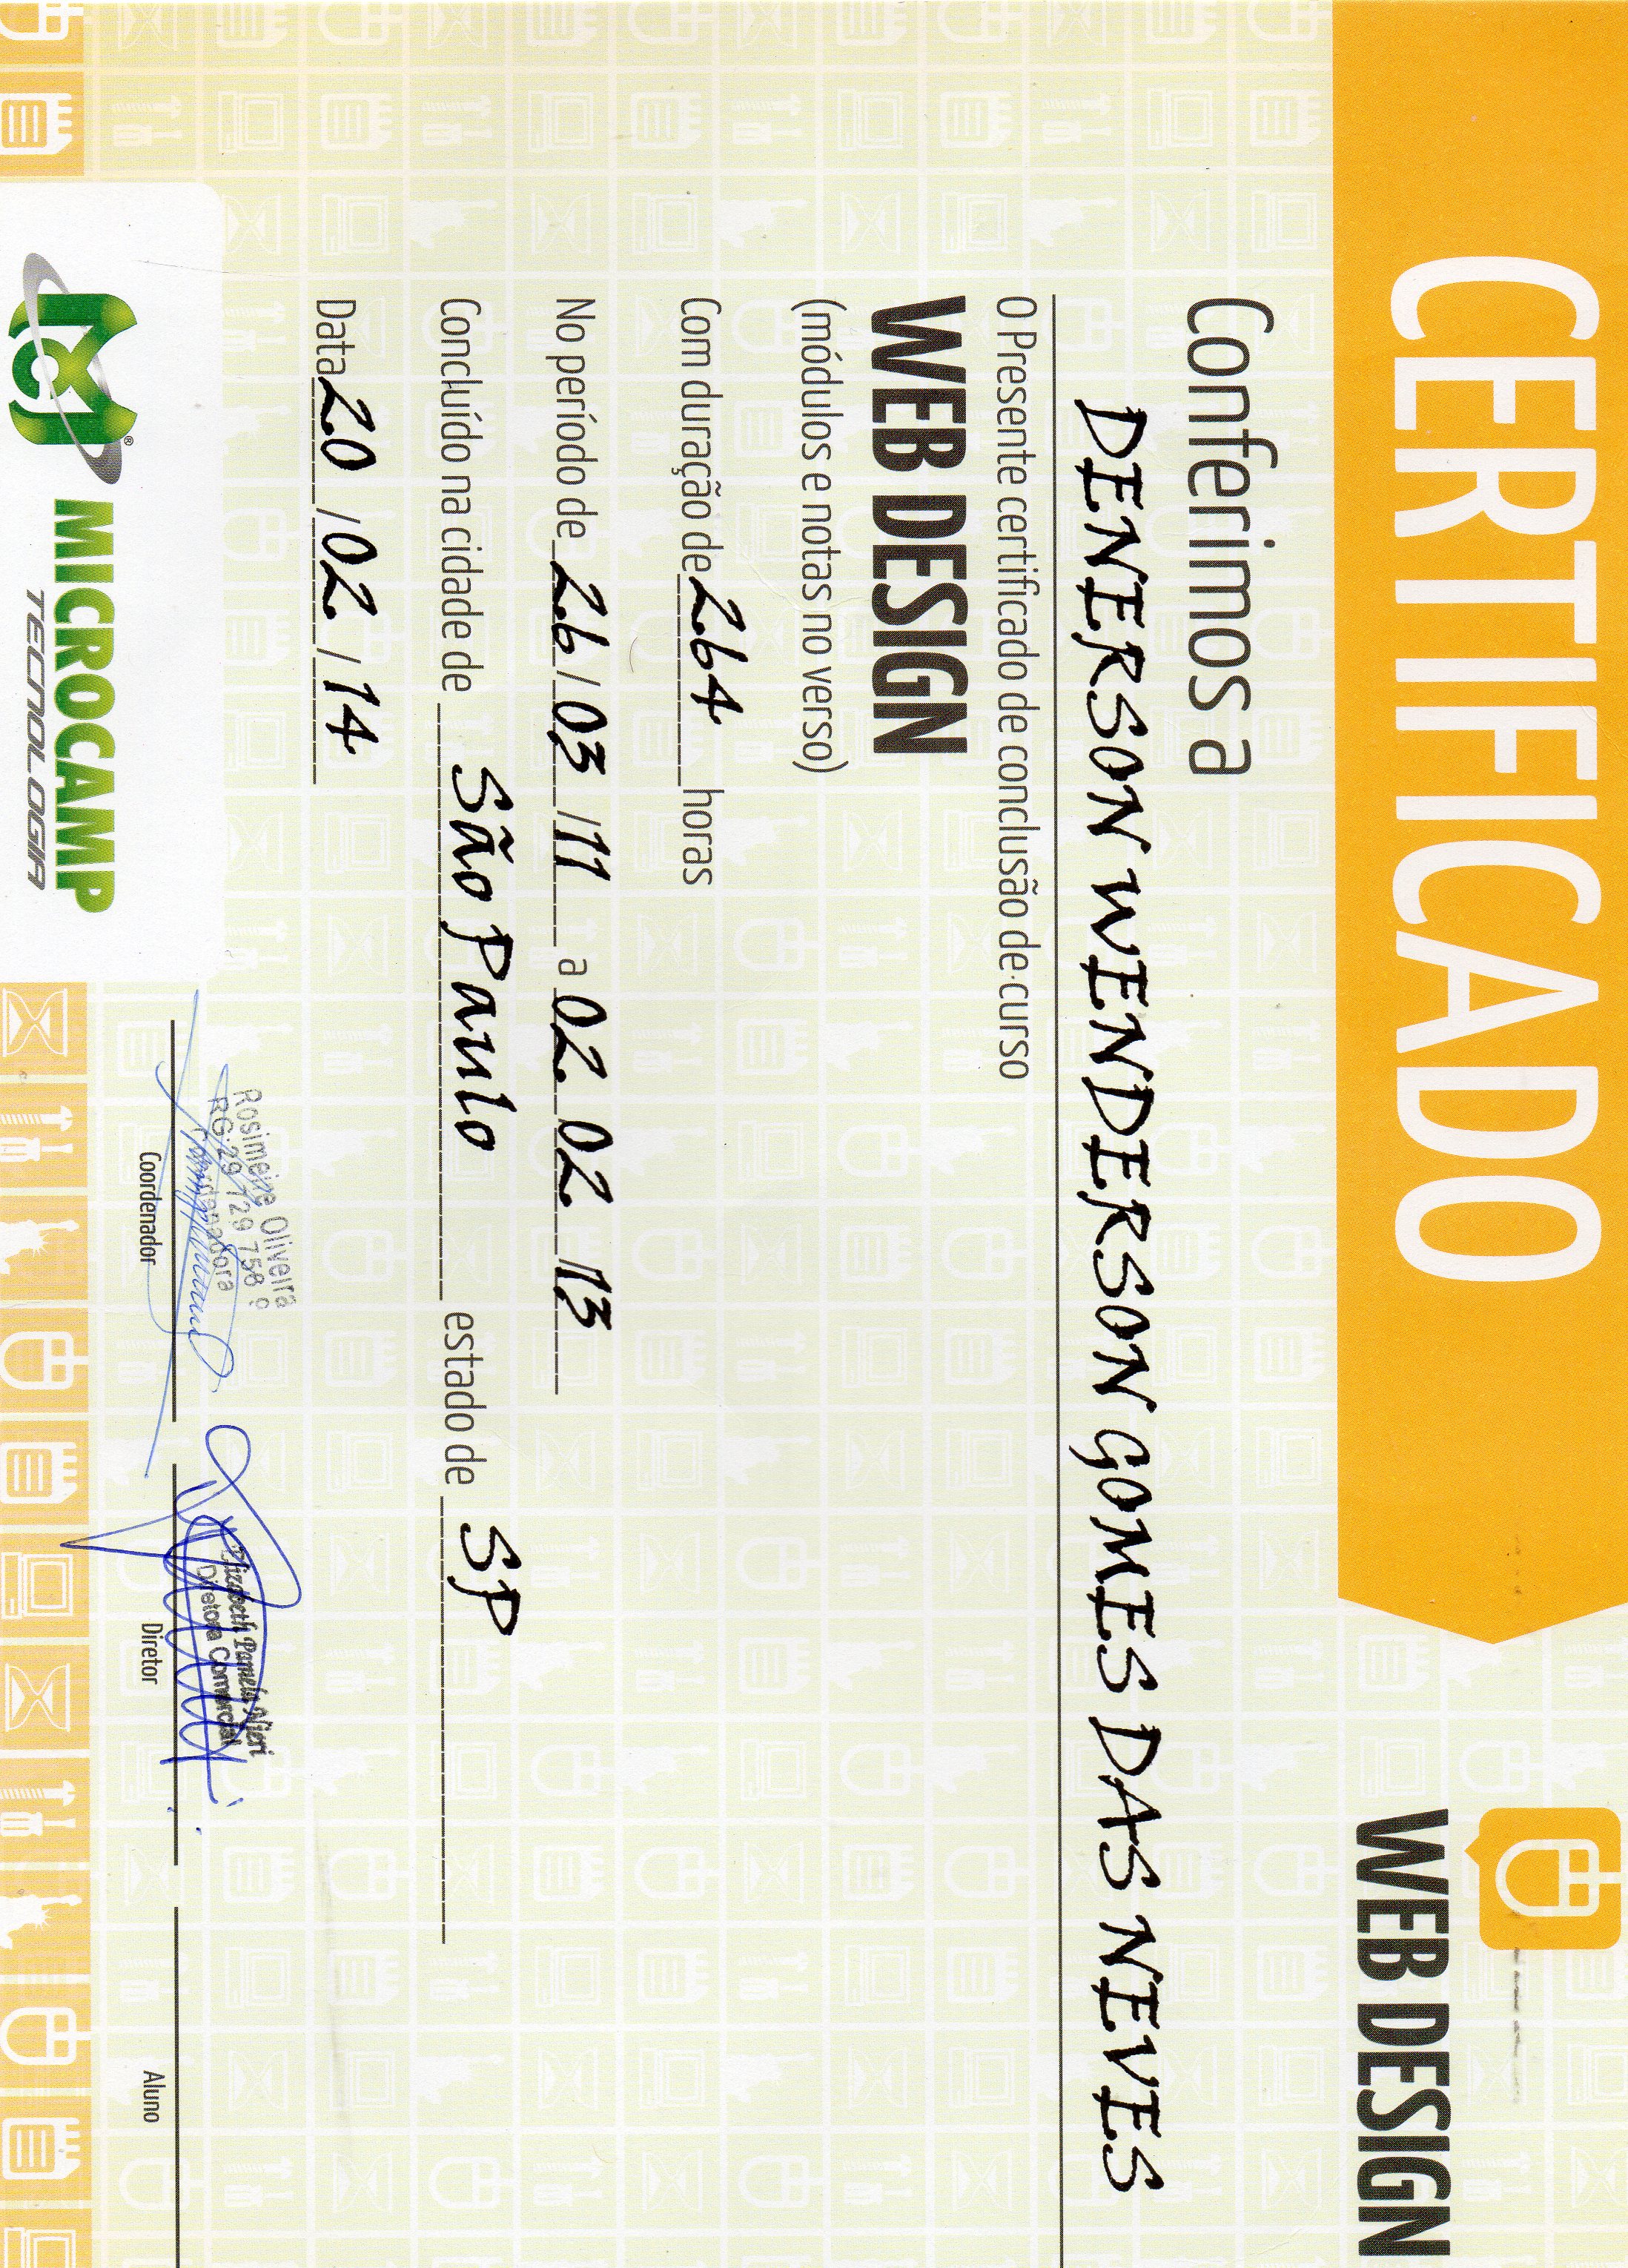 CERTIFICADO
WEB DESIGN
Conferimos a
DENERSON WENDERSON GOMES DAS NEVES
O Presente certificado de conclusão de curso
WEB DESIGN
(módulos e notas no verso)
Com duração de 264 horas
No período de 26/03/11 a 02 02 /13
Concluído na cidade de São Paulo estado de SP
Data 20/02/14
Rosimeire Oliveira
RG 29 729 756 9
Coordenadora
Elizabeth Pamela Nieri
Diretora Comercial
Coordenador Diretor Aluno
MICROCAMP
TECNOLOGIA